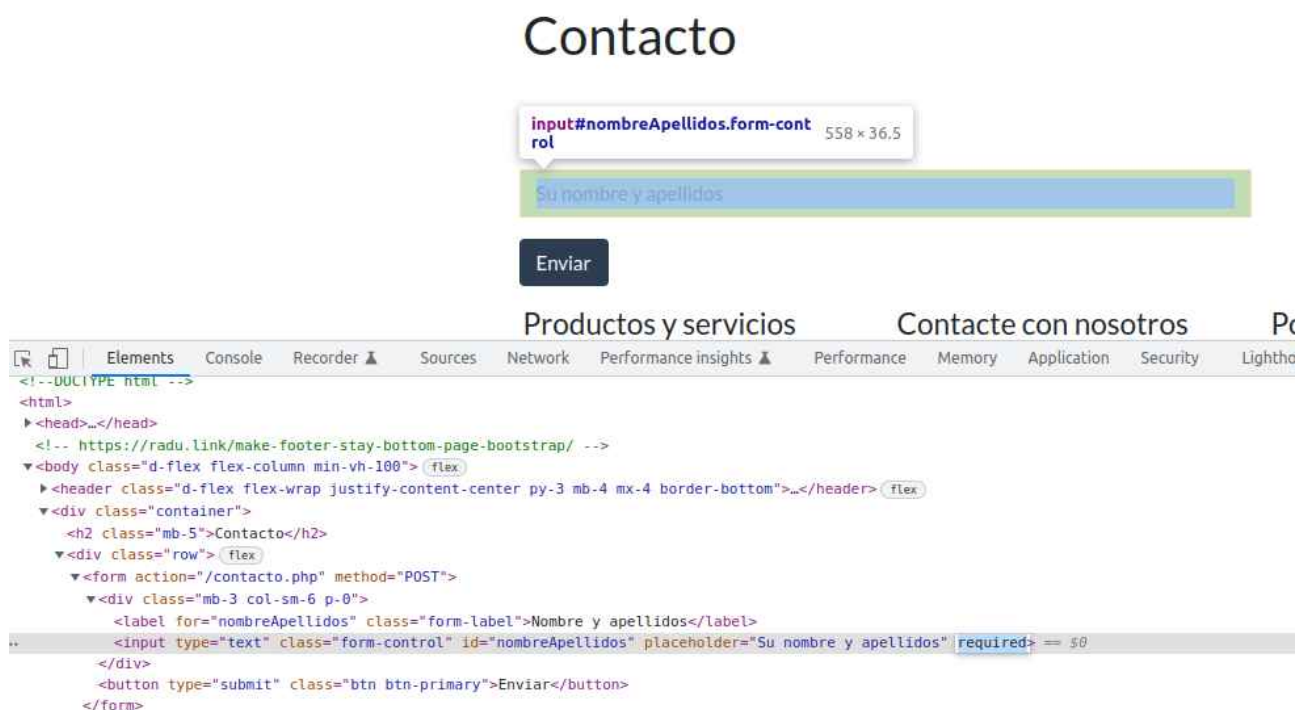 Contacto
input#nombreApellidos.form-cont
rol
558 × 36.5
Su nombre y apellidos
Enviar
Productos y servicios Contacte con nosotros
Elements Console Recorder Sources Network Performance insights Performance Memory Application Security
<!--DOCTYPE html -->
<html>
<head>…</head>
<!-- https://radu.link/make-footer-stay-bottom-page-bootstrap/ -->
<body class="d-flex flex-column min-vh-100"> flex
<header class="d-flex flex-wrap justify-content-center py-3 mb-4 mx-4 border-bottom">…</header> flex
<div class="container">
<h2 class="mb-5">Contacto</h2>
<div class="row"> flex
<form action="/contacto.php" method="POST">
<div class="mb-3 col-sm-6 p-0">
<label for="nombreApellidos" class="form-label">Nombre y apellidos</label>
<input type="text" class="form-control" id="nombreApellidos" placeholder="Su nombre y apellidos" required> == $0
</div>
<button type="submit" class="btn btn-primary">Enviar</button>
</form>